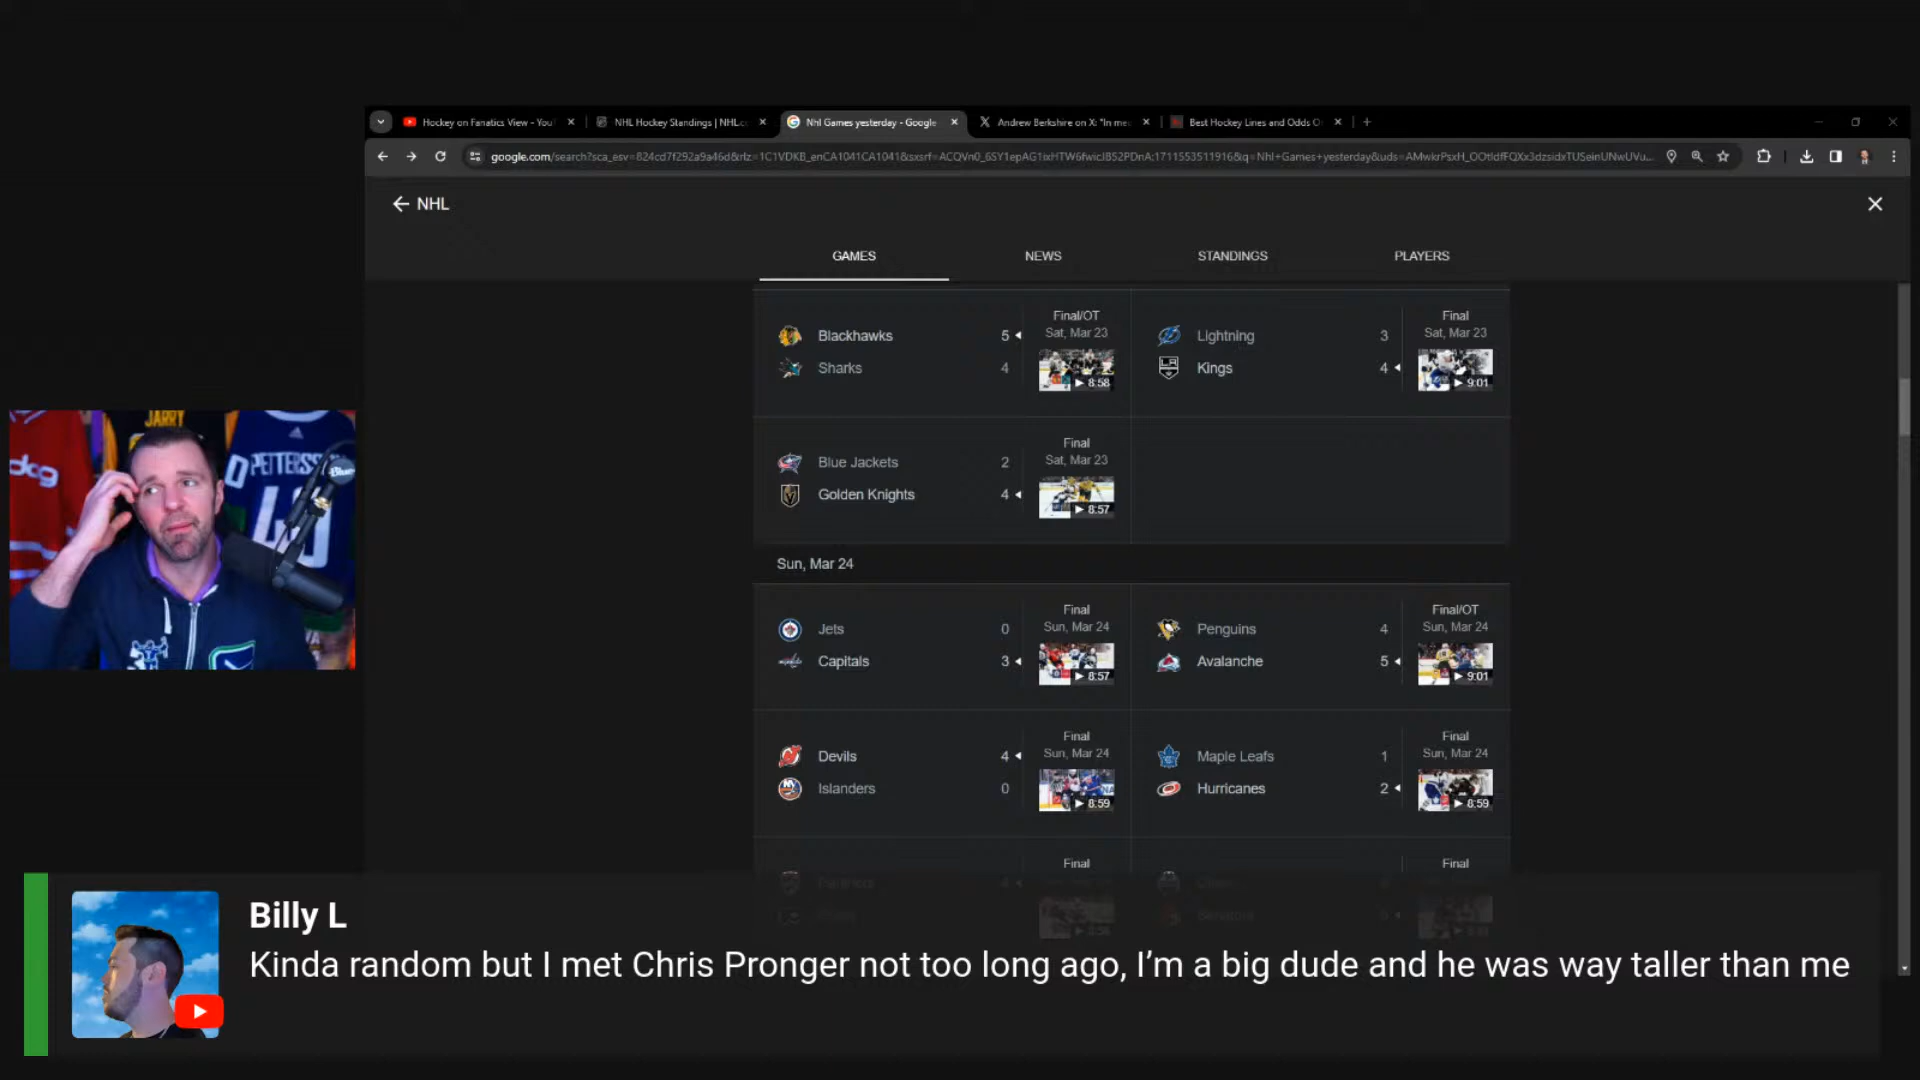 Hockey on Fanatics View - You
NHL Hockey Standings | NHL.c
Nhl Games yesterday - Google
Andrew Berkshire on X: "In me
Best Hockey Lines and Odds O
NHL
GAMES
NEWS
STANDINGS
PLAYERS
Blackhawks 5
Sharks 4
Final/OT
Sat, Mar 23
8:58
Lightning 3
Kings 4
Final
Sat, Mar 23
9:01
Blue Jackets 2
Golden Knights 4
Final
Sat, Mar 23
8:57
Sun, Mar 24
Jets 0
Capitals 3
Final
Sun, Mar 24
8:57
Penguins 4
Avalanche 5
Final/OT
Sun, Mar 24
9:01
Devils 4
Islanders 0
Final
Sun, Mar 24
8:59
Maple Leafs 1
Hurricanes 2
Final
Sun, Mar 24
8:59
Final
Final
JARRY
PETTERSS
Billy L
Kinda random but I met Chris Pronger not too long ago, I'm a big dude and he was way taller than me